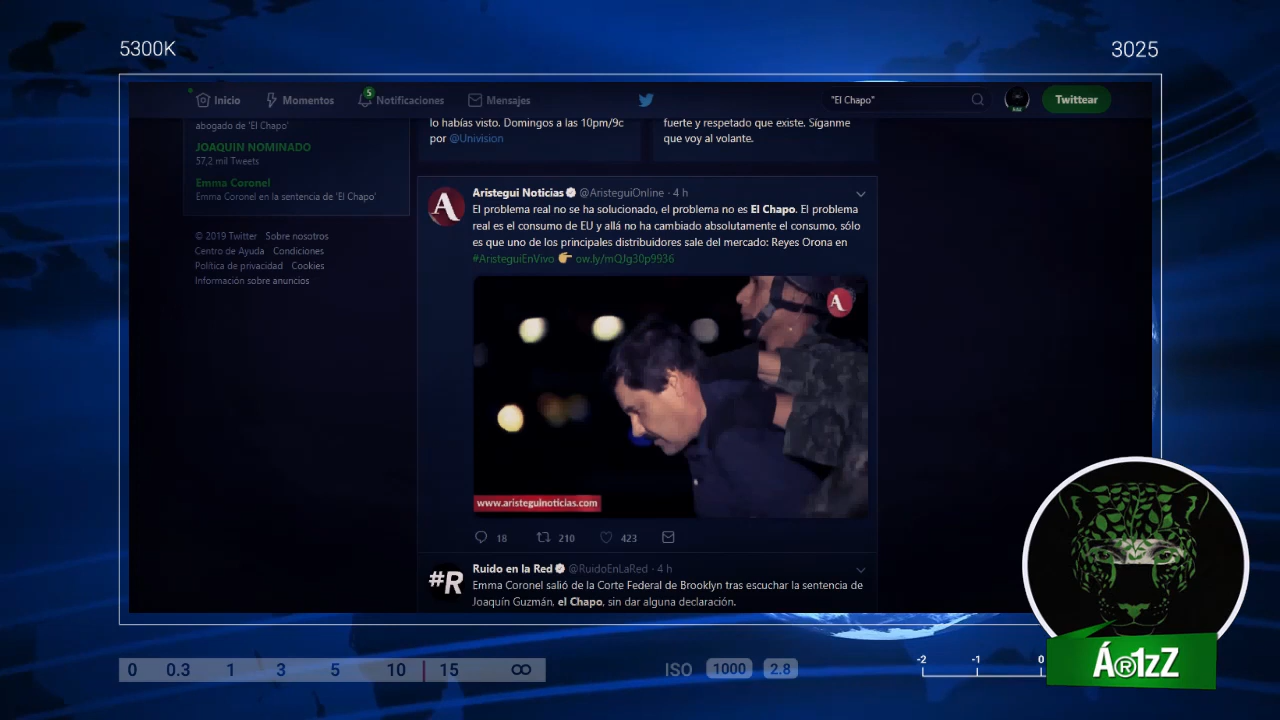 5300K
3025
Inicio
Momentos
5
Notificaciones
Mensajes
"El Chapo"
Twittear
abogado de 'El Chapo'
JOAQUÍN NOMINADO
57,2 mil Tweets
Emma Coronel
Emma Coronel en la sentencia de 'El Chapo'
© 2019 Twitter Sobre nosotros
Centro de Ayuda Condiciones
Política de privacidad Cookies
Información sobre anuncios
lo habías visto. Domingos a las 10pm/9c
por @Univision
fuerte y respetado que existe. Síganme
que voy al volante.
Aristegui Noticias @AristeguiOnline · 4 h
El problema real no se ha solucionado, el problema no es El Chapo. El problema
real es el consumo de EU y allá no ha cambiado absolutamente el consumo, sólo
es que uno de los principales distribuidores sale del mercado: Reyes Orona en
#AristeguiEnVivo ow.ly/mQJg30p9936
A
A
www.aristeguinoticias.com
18 210 423
#R
Ruido en la Red @RuidoEnLaRed · 4 h
Emma Coronel salió de la Corte Federal de Brooklyn tras escuchar la sentencia de
Joaquín Guzmán, el Chapo, sin dar alguna declaración.
0 0.3 1 3 5 10 15 ∞
ISO 1000 2.8
-2 -1 0
Á®1zZ